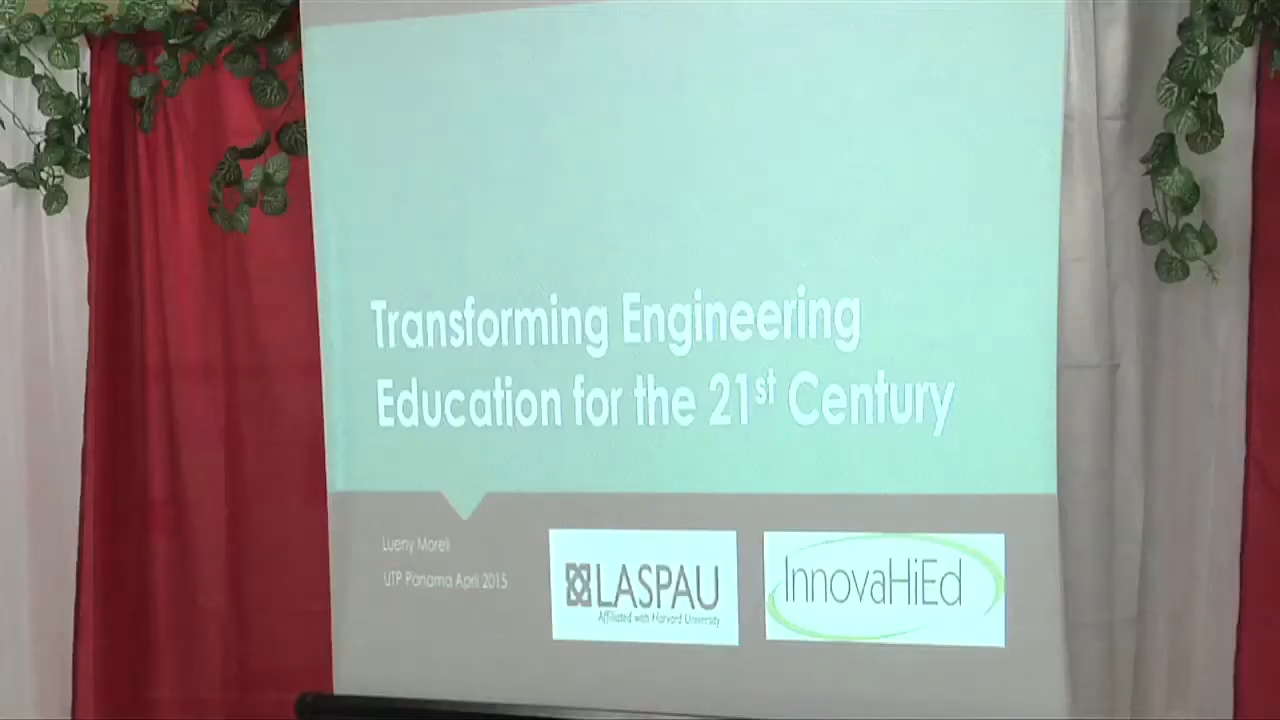 Transforming Engineering
Education for the 21st Century
Lueny Morell
UTP Panama April 2015
LASPAU
Affiliated with Harvard University
InnovaHiEd